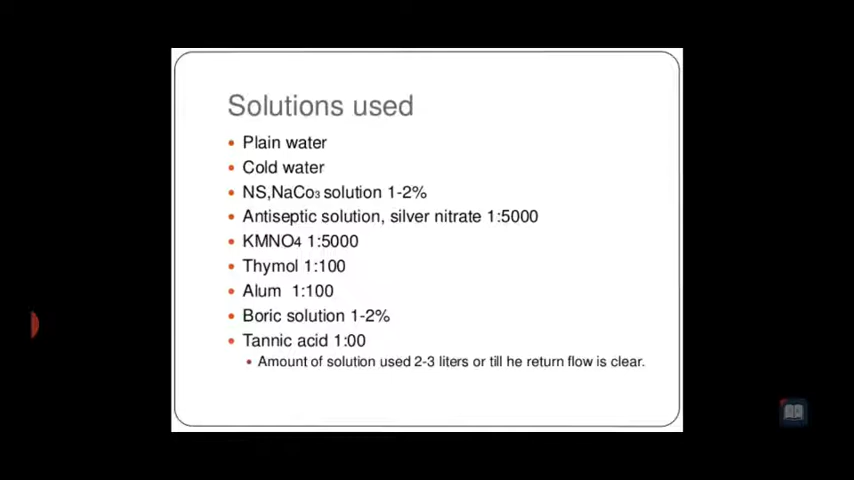 Solutions used
• Plain water
• Cold water
• NS,NaCo₃ solution 1-2%
• Antiseptic solution, silver nitrate 1:5000
• KMNO4 1:5000
• Thymol 1:100
• Alum 1:100
• Boric solution 1-2%
• Tannic acid 1:00
• Amount of solution used 2-3 liters or till he return flow is clear.